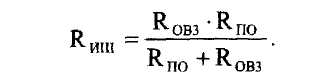 R_ИШ = (R_ОВЗ · R_ПО) / (R_ПО + R_ОВЗ).